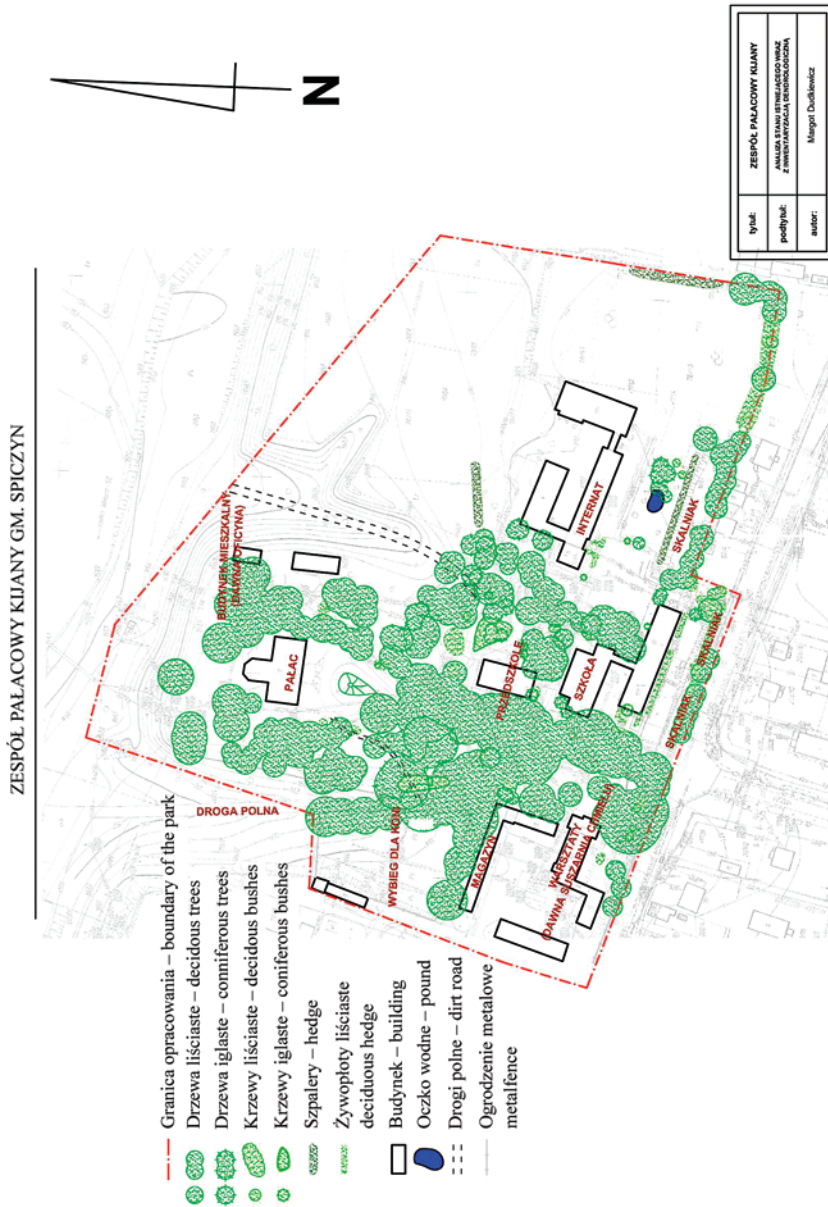 ZESPÓŁ PAŁACOWY KIJANY GM. SPICZYN
N
Granica opracowania – boundary of the park
Drzewa liściaste – decidous trees
Drzewa iglaste – conniferous trees
Krzewy liściaste – decidous bushes
Krzewy iglaste – coniferous bushes
Szpalery – hedge
Żywopłoty liściaste
deciduous hedge
Budynek – building
Oczko wodne – pound
Drogi polne – dirt road
Ogrodzenie metalowe
metalfence
DROGA POLNA
WYBIEG DLA KONI
MAGAZYN
WARSZTATY
(DAWNA SUSZARNIA CHMIELU)
PAŁAC
BUDYNEK MIESZKALNY
(DAWNA OFICYNA)
PRZEDSZKOLE
SZKOŁA
INTERNAT
SKALNIAK
SKALNIAK
SKALNIAK
tytuł: ZESPÓŁ PAŁACOWY KIJANY
podtytuł: ANALIZA STANU ISTNIEJĄCEGO WRAZ
Z INWENTARYZACJĄ DENDROLOGICZNĄ
autor: Margot Dudkiewicz